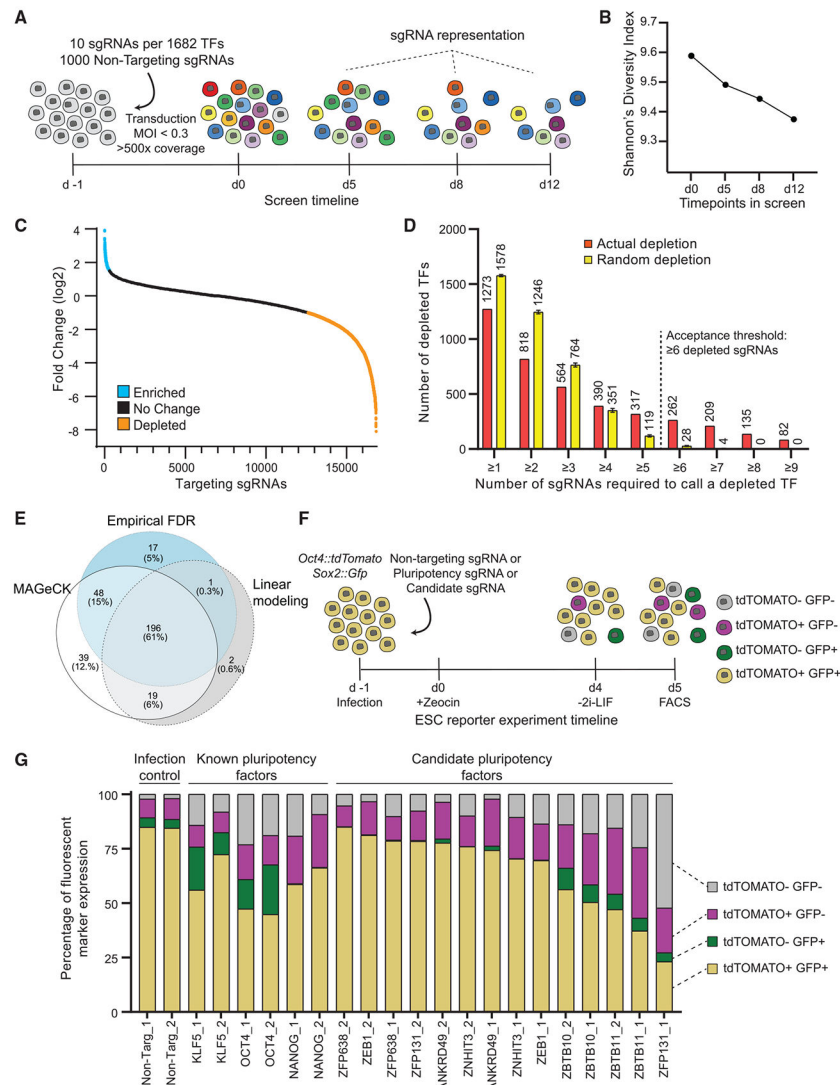 A
10 sgRNAs per 1682 TFs
1000 Non-Targeting sgRNAs
sgRNA representation
Transduction
MOI < 0.3
>500x coverage
d -1
d0
d5
d8
d12
Screen timeline
B
Shannon's Diversity Index
9.7
9.6
9.5
9.4
9.3
d0 d5 d8 d12
Timepoints in screen
C
Fold Change (log2)
4
2
0
-2
-4
-6
-8
Enriched
No Change
Depleted
0 5000 10000 15000
Targeting sgRNAs
D
Number of depleted TFs
2000
1500
1000
500
0
Actual depletion
Random depletion
1273 1578 818 1246 564 764 390 351 317 119 262 28 209 4 135 0 82 0
Acceptance threshold:
≥6 depleted sgRNAs
≥1 ≥2 ≥3 ≥4 ≥5 ≥6 ≥7 ≥8 ≥9
Number of sgRNAs required to call a depleted TF
E
Empirical FDR
MAGeCK
Linear
modeling
17
(5%)
48
(15%)
1
(0.3%)
196
(61%)
39
(12.%)
2
(0.6%)
19
(6%)
F
Oct4::tdTomato
Sox2::Gfp
Non-targeting sgRNA or
Pluripotency sgRNA or
Candidate sgRNA
tdTOMATO- GFP-
tdTOMATO+ GFP-
tdTOMATO- GFP+
tdTOMATO+ GFP+
d -1
Infection
d0
+Zeocin
d4
-2i-LIF
d5
FACS
ESC reporter experiment timeline
G
Infection
control
Known pluripotency
factors
Candidate pluripotency
factors
Percentage of fluorescent
marker expression
100
75
50
25
0
tdTOMATO- GFP-
tdTOMATO+ GFP-
tdTOMATO- GFP+
tdTOMATO+ GFP+
Non-Targ_1
Non-Targ_2
KLF5_1
KLF5_2
OCT4_1
OCT4_2
NANOG_1
NANOG_2
ZFP638_2
ZEB1_2
ZFP638_1
ZFP131_2
ANKRD49_2
ZNHIT3_2
ANKRD49_1
ZNHIT3_1
ZEB1_1
ZBTB10_2
ZBTB10_1
ZBTB11_2
ZBTB11_1
ZFP131_1